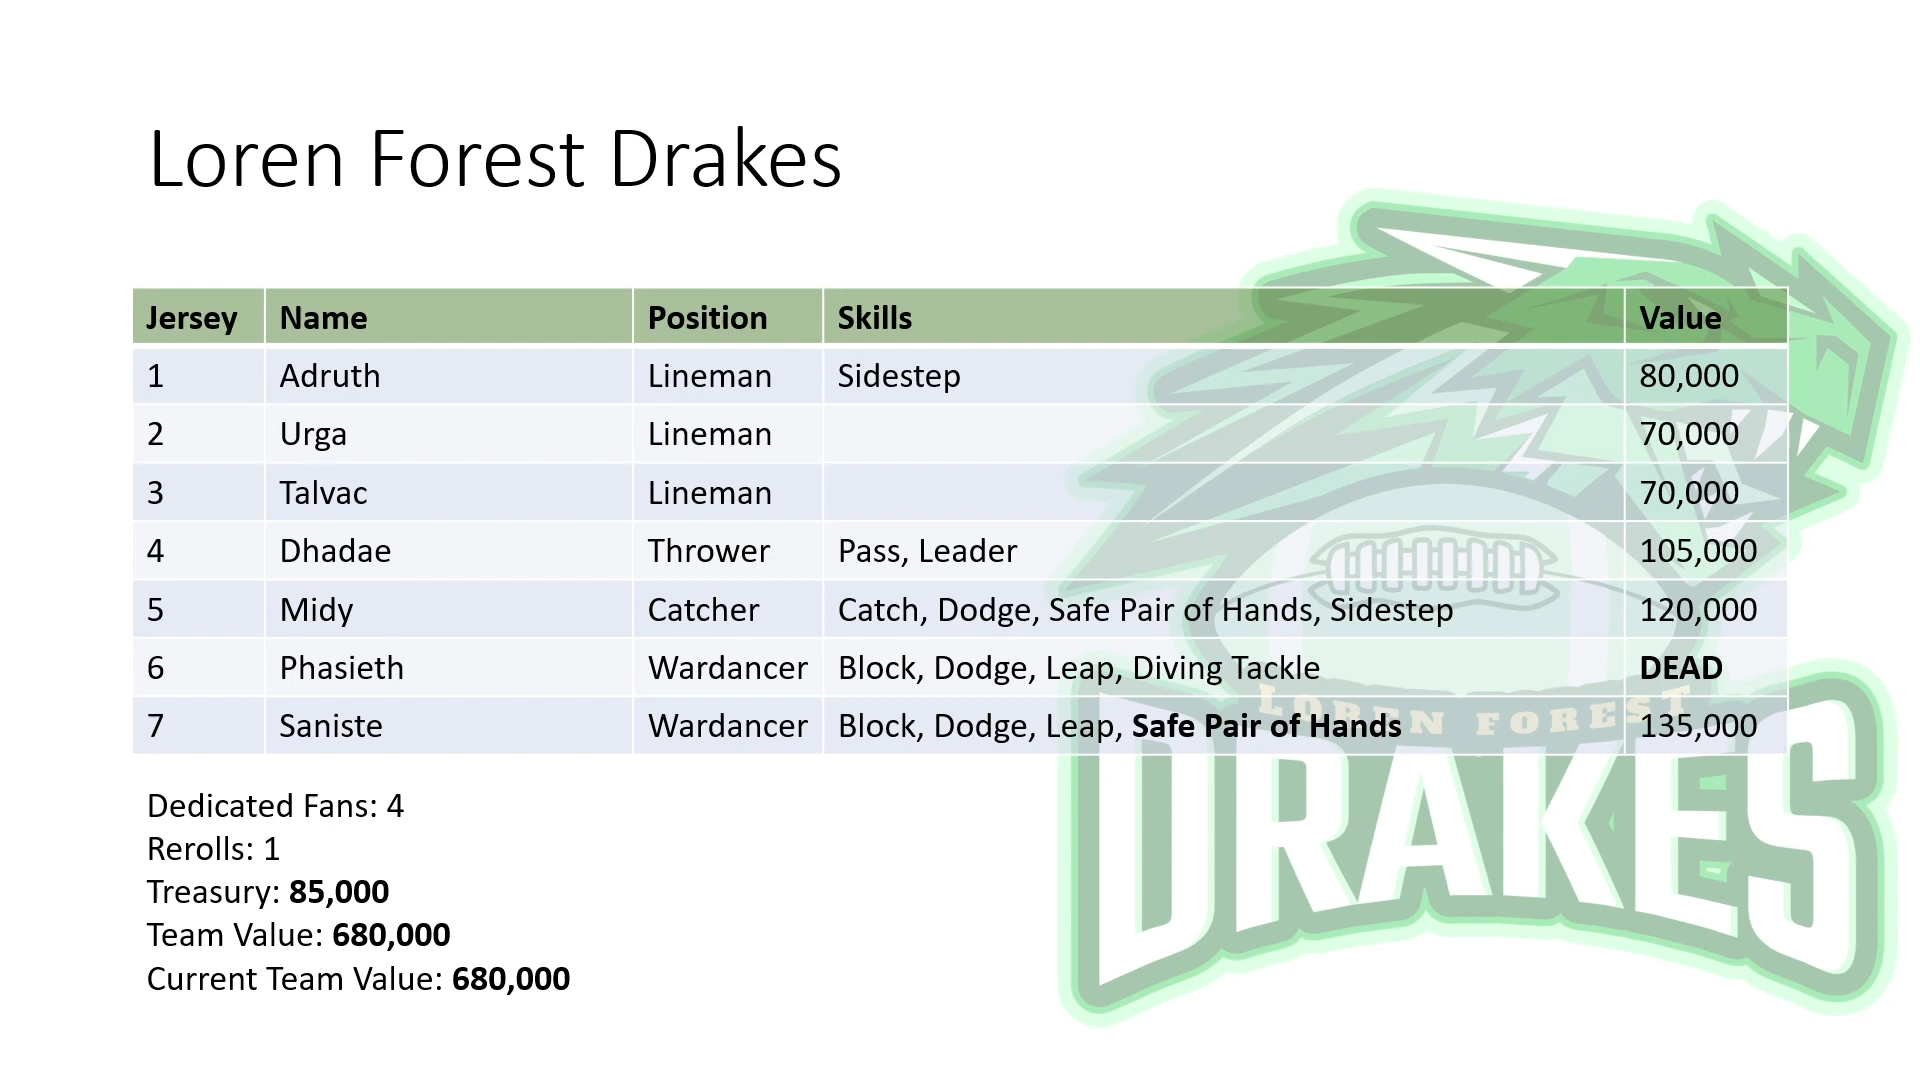 Loren Forest Drakes
Jersey Name Position Skills Value
1 Adruth Lineman Sidestep 80,000
2 Urga Lineman 70,000
3 Talvac Lineman 70,000
4 Dhadae Thrower Pass, Leader 105,000
5 Midy Catcher Catch, Dodge, Safe Pair of Hands, Sidestep 120,000
6 Phasieth Wardancer Block, Dodge, Leap, Diving Tackle DEAD
7 Saniste Wardancer Block, Dodge, Leap, Safe Pair of Hands 135,000
LOREN FOREST
DRAKES
Dedicated Fans: 4
Rerolls: 1
Treasury: 85,000
Team Value: 680,000
Current Team Value: 680,000